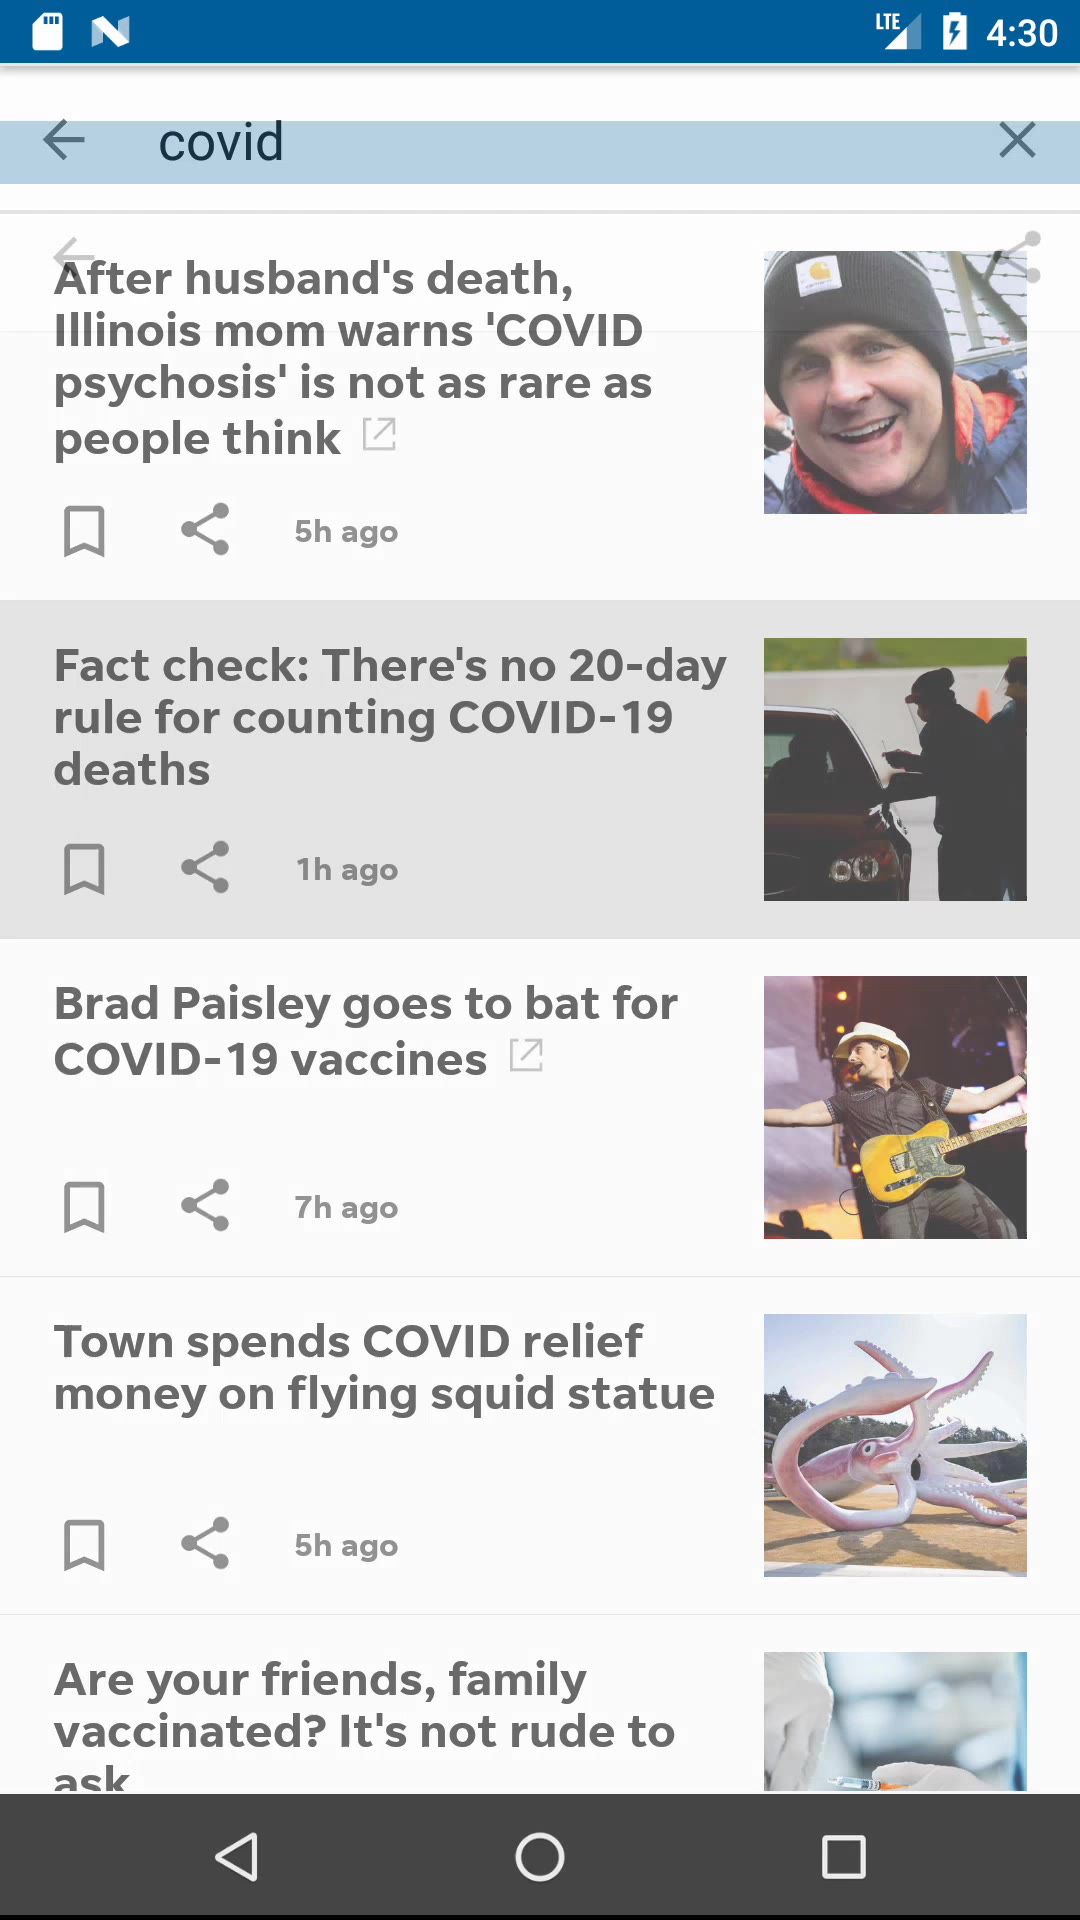 LTE 4:30
covid
After husband's death,
Illinois mom warns 'COVID
psychosis' is not as rare as
people think
5h ago
Fact check: There's no 20-day
rule for counting COVID-19
deaths
1h ago
Brad Paisley goes to bat for
COVID-19 vaccines
7h ago
Town spends COVID relief
money on flying squid statue
5h ago
Are your friends, family
vaccinated? It's not rude to
ask